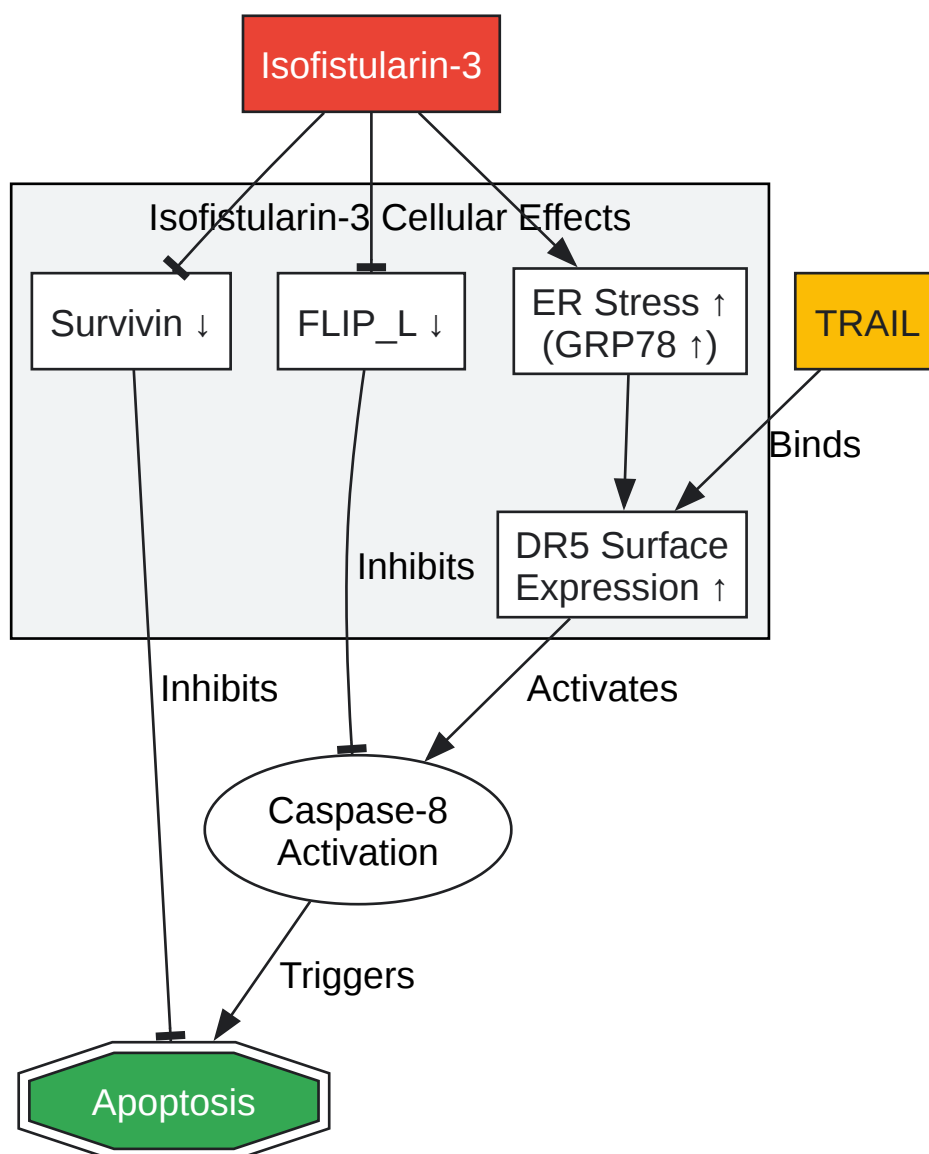 Isofistularin-3
Isofistularin-3 Cellular Effects
Survivin ↓
FLIP_L ↓
ER Stress ↑
(GRP78 ↑)
TRAIL
Binds
DR5 Surface
Expression ↑
Inhibits
Inhibits
Activates
Caspase-8
Activation
Triggers
Apoptosis